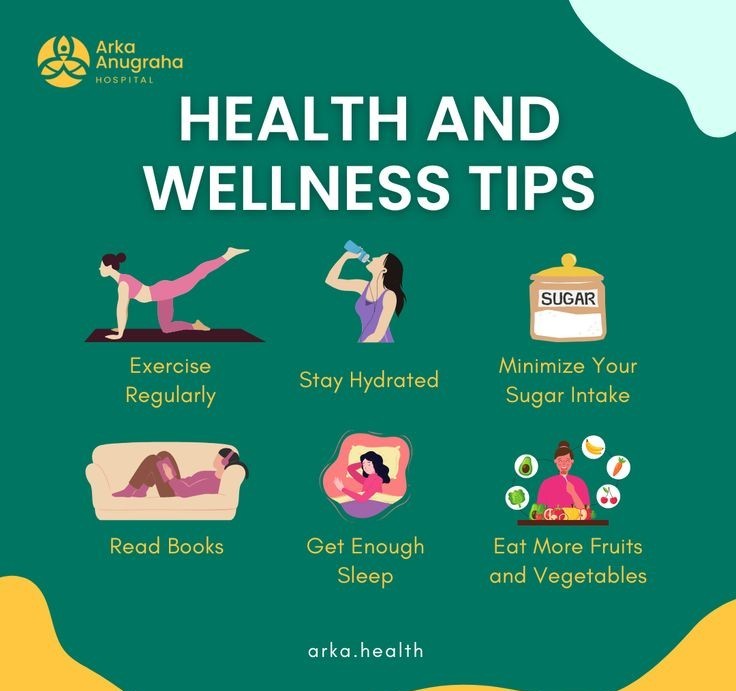 Arka
Anugraha
HOSPITAL
HEALTH AND
WELLNESS TIPS
SUGAR
Exercise
Regularly
Stay Hydrated
Minimize Your
Sugar Intake
Read Books
Get Enough
Sleep
Eat More Fruits
and Vegetables
arka.health